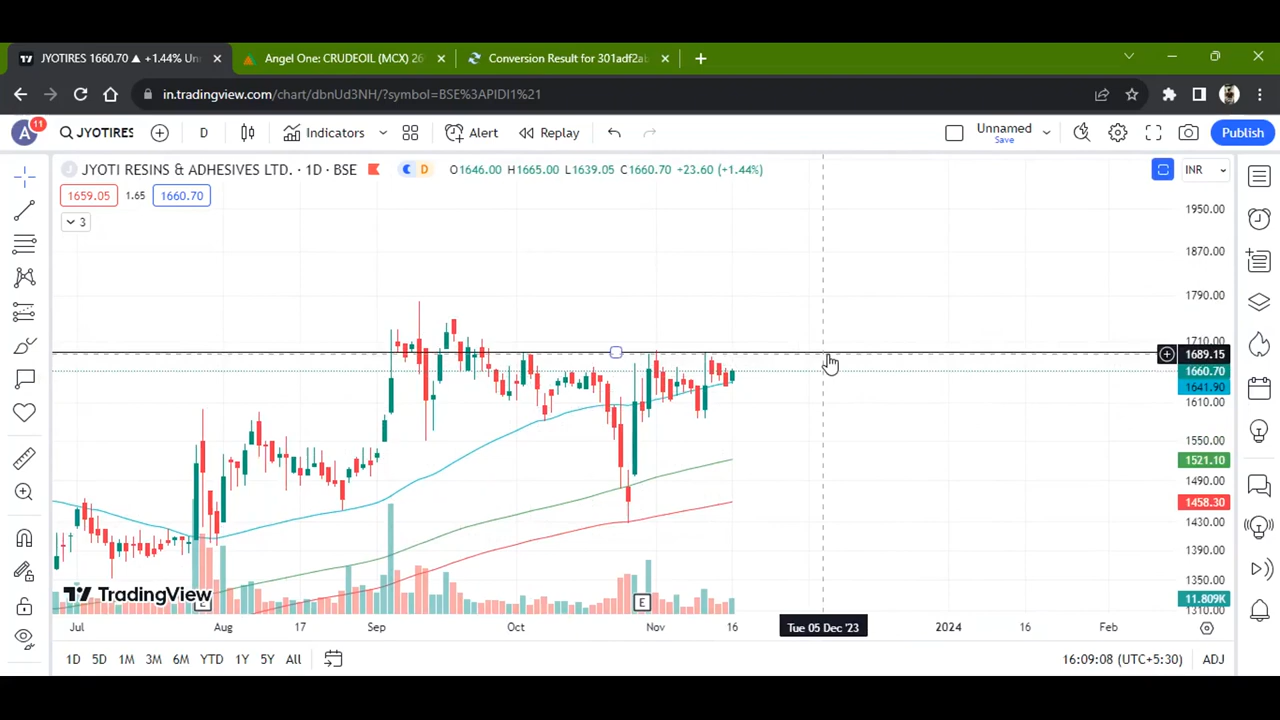 JYOTIRES 1660.70 ▲ +1.44% Un
Angel One: CRUDEOIL (MCX) 26
Conversion Result for 301adf2ab
in.tradingview.com/chart/dbnUd3NH/?symbol=BSE%3APIDI1%21
A 11
JYOTIRES
D
Indicators
Alert
Replay
Unnamed
Save
Publish
JYOTI RESINS & ADHESIVES LTD. · 1D · BSE
D
O1646.00 H1665.00 L1639.05 C1660.70 +23.60 (+1.44%)
INR
1659.05 1.65 1660.70
3
1950.00
1870.00
1790.00
1710.00
1689.15
1660.70
1641.90
1610.00
1550.00
1521.10
1490.00
1458.30
1430.00
1390.00
1350.00
11.809K
1310.00
TradingView
E
E
Jul Aug 17 Sep Oct Nov 16 Tue 05 Dec '23 2024 16 Feb
1D 5D 1M 3M 6M YTD 1Y 5Y All
16:09:08 (UTC+5:30) ADJ